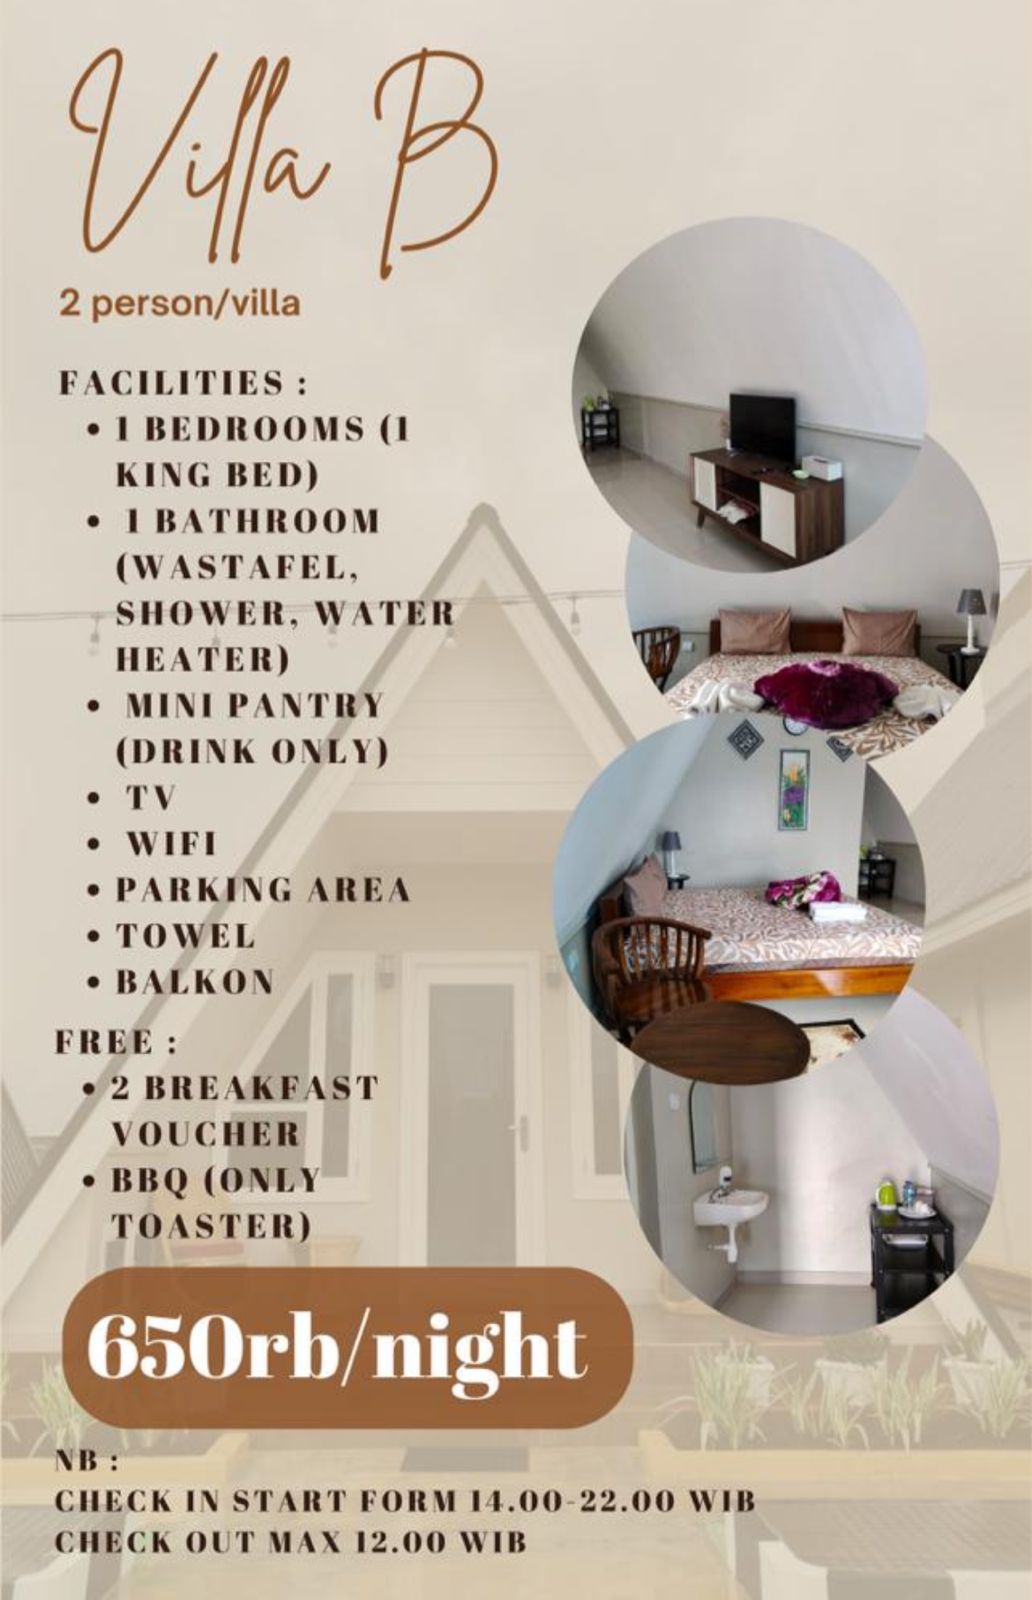 Villa B
2 person/villa
FACILITIES :
• 1 BEDROOMS (1
KING BED)
• 1 BATHROOM
(WASTAFEL,
SHOWER, WATER
HEATER)
• MINI PANTRY
(DRINK ONLY)
• TV
• WIFI
• PARKING AREA
• TOWEL
• BALKON
FREE :
• 2 BREAKFAST
VOUCHER
• BBQ (ONLY
TOASTER)
650rb/night
NB :
CHECK IN START FORM 14.00-22.00 WIB
CHECK OUT MAX 12.00 WIB